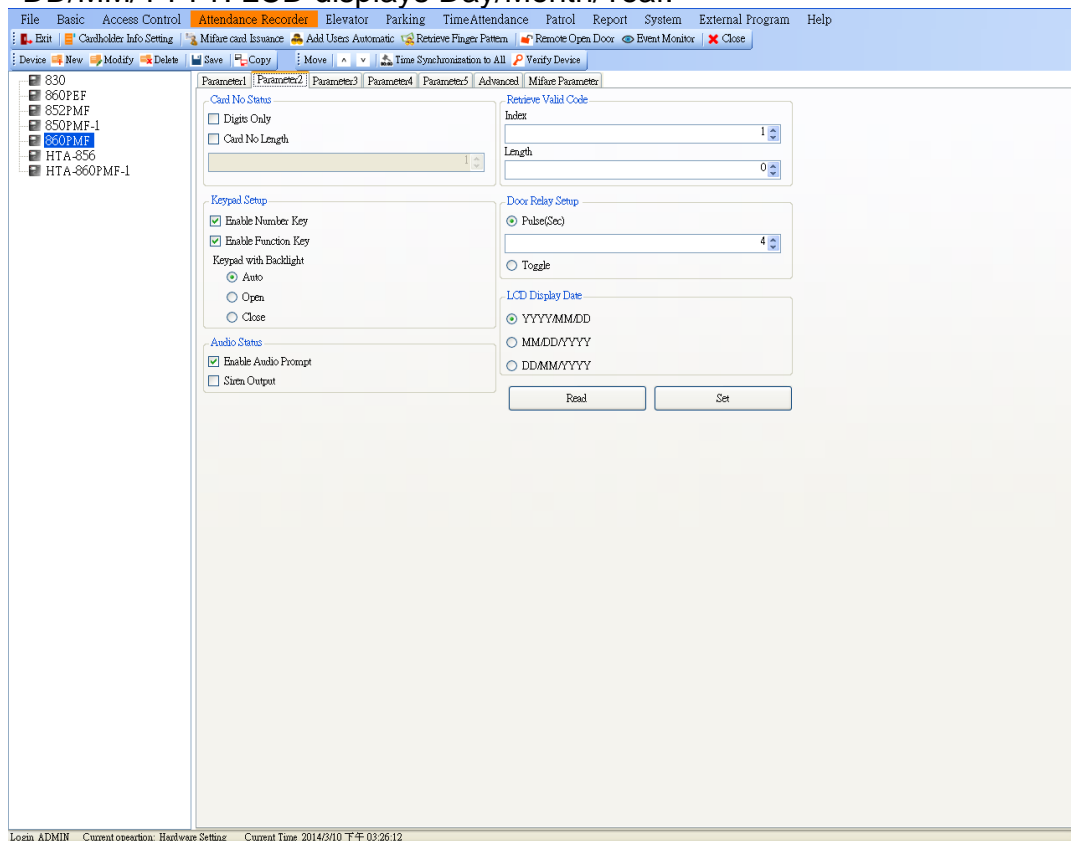 DD/MM/YYYY: LCD displays Day/Month/Year.
File Basic Access Control Attendance Recorder Elevator Parking TimeAttendance Patrol Report System External Program Help
Exit Cardholder Info Setting Mifare card Issuance Add Users Automatic Retrieve Finger Pattern Remote Open Door Event Monitor Close
Device New Modify Delete Save Copy Move Time Synchronization to All Verify Device
830
860PEF
852PMF
850PMF-1
860PMF
HTA-856
HTA-860PMF-1
Parameter1 Parameter2 Parameter3 Parameter4 Parameter5 Advanced Mifare Parameter
Card No Status
Digits Only
Card No Length
1
Keypad Setup
Enable Number Key
Enable Function Key
Keypad with Backlight
Auto
Open
Close
Audio Status
Enable Audio Prompt
Siren Output
Retrieve Valid Code
Index
1
Length
0
Door Relay Setup
Pulse(Sec)
4
Toggle
LCD Display Date
YYYY/MM/DD
MM/DD/YYYY
DD/MM/YYYY
Read Set
Login ADMIN Current opeartion: Hardware Setting Current Time 2014/3/10 下午 03:26:12